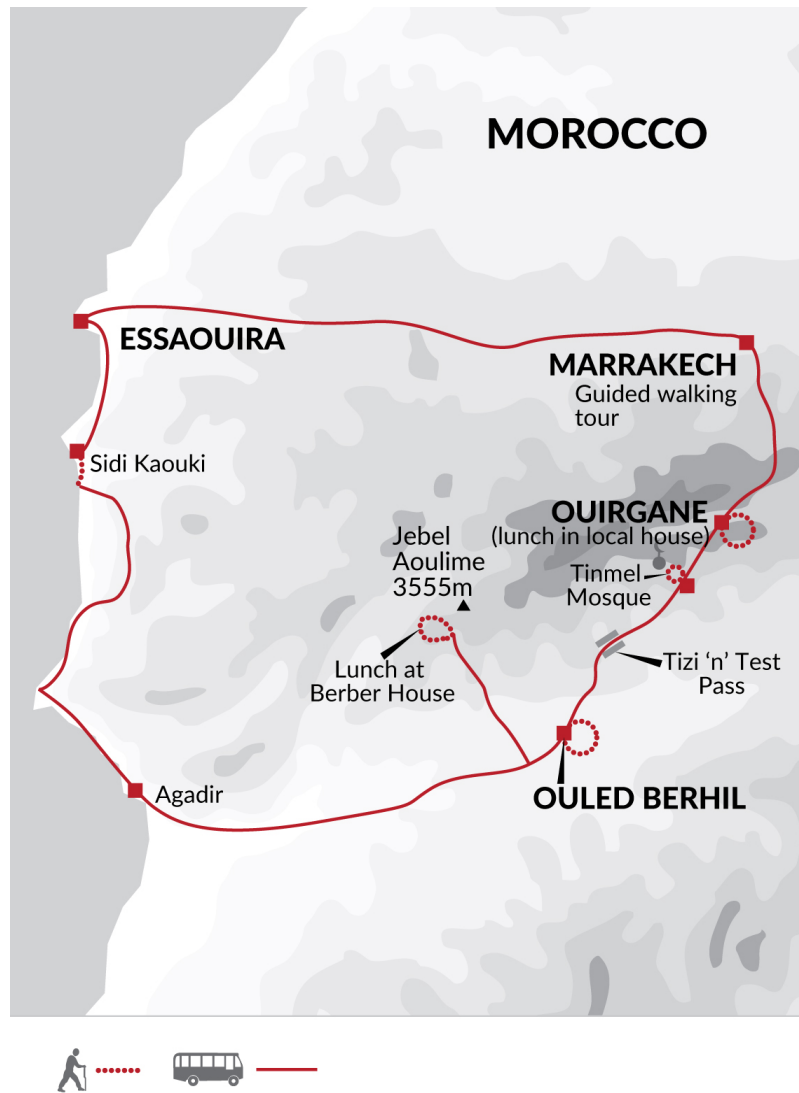 MOROCCO
ESSAOUIRA
MARRAKECH
Guided walking
tour
Sidi Kaouki
OUIRGANE
(lunch in local house)
Jebel
Aoulime
3555m
Tinmel
Mosque
Lunch at
Berber House
Tizi ‘n’ Test
Pass
Agadir
OULED BERHIL